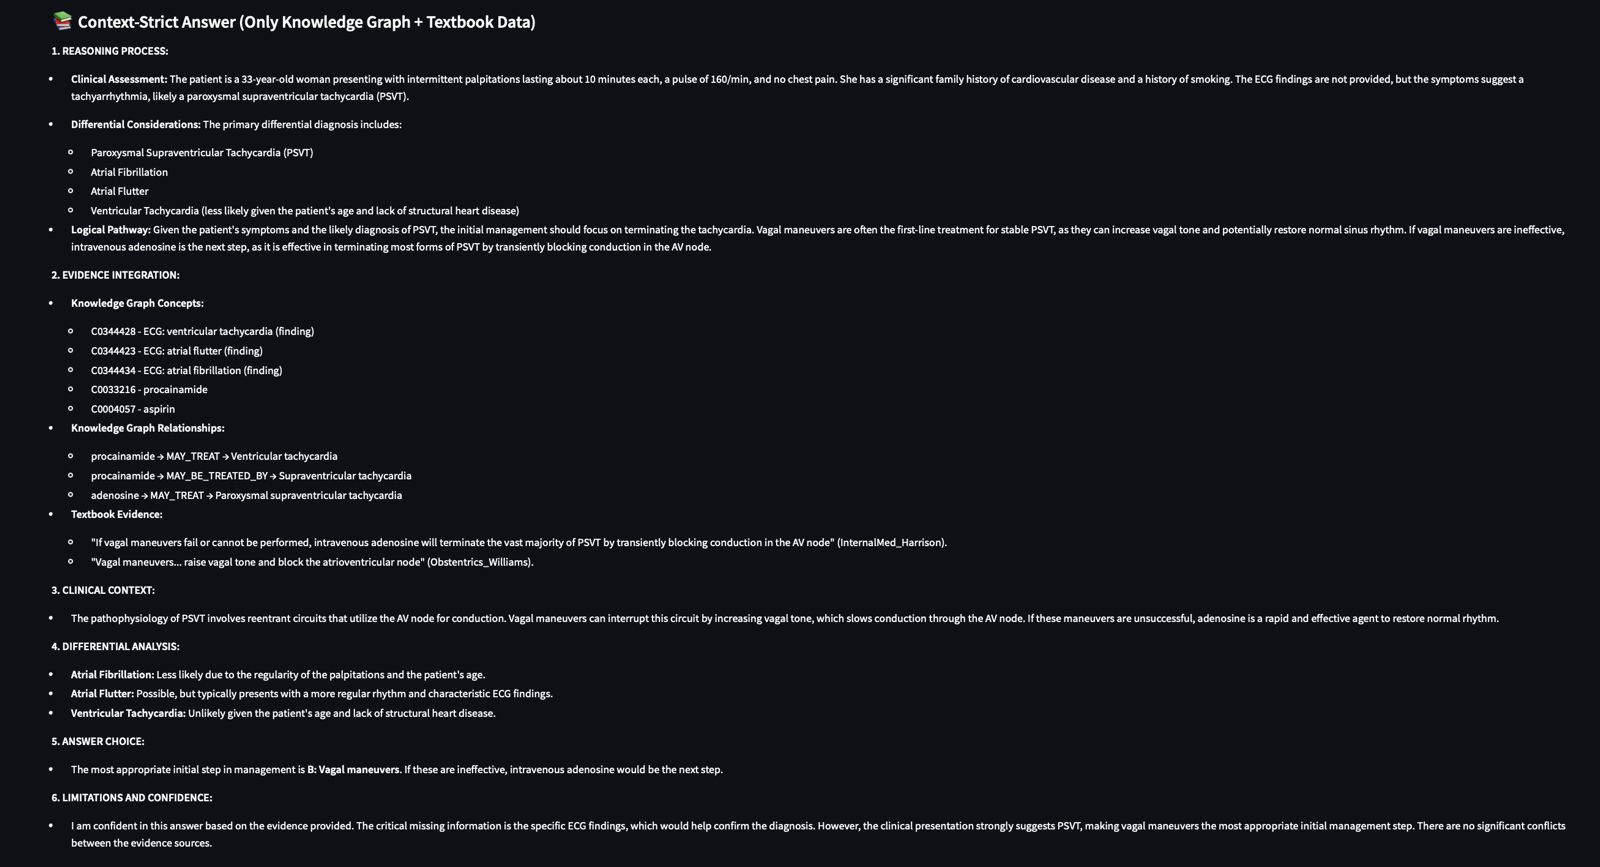 📚 Context-Strict Answer (Only Knowledge Graph + Textbook Data)
1. REASONING PROCESS:
• Clinical Assessment: The patient is a 33-year-old woman presenting with intermittent palpitations lasting about 10 minutes each, a pulse of 160/min, and no chest pain. She has a significant family history of cardiovascular disease and a history of smoking. The ECG findings are not provided, but the symptoms suggest a
tachyarrhythmia, likely a paroxysmal supraventricular tachycardia (PSVT).
• Differential Considerations: The primary differential diagnosis includes:
○ Paroxysmal Supraventricular Tachycardia (PSVT)
○ Atrial Fibrillation
○ Atrial Flutter
○ Ventricular Tachycardia (less likely given the patient's age and lack of structural heart disease)
• Logical Pathway: Given the patient's symptoms and the likely diagnosis of PSVT, the initial management should focus on terminating the tachycardia. Vagal maneuvers are often the first-line treatment for stable PSVT, as they can increase vagal tone and potentially restore normal sinus rhythm. If vagal maneuvers are ineffective,
intravenous adenosine is the next step, as it is effective in terminating most forms of PSVT by transiently blocking conduction in the AV node.
2. EVIDENCE INTEGRATION:
• Knowledge Graph Concepts:
○ C0344428 - ECG: ventricular tachycardia (finding)
○ C0344423 - ECG: atrial flutter (finding)
○ C0344434 - ECG: atrial fibrillation (finding)
○ C0033216 - procainamide
○ C0004057 - aspirin
• Knowledge Graph Relationships:
○ procainamide → MAY_TREAT → Ventricular tachycardia
○ procainamide → MAY_BE_TREATED_BY → Supraventricular tachycardia
○ adenosine → MAY_TREAT → Paroxysmal supraventricular tachycardia
• Textbook Evidence:
○ "If vagal maneuvers fail or cannot be performed, intravenous adenosine will terminate the vast majority of PSVT by transiently blocking conduction in the AV node" (InternalMed_Harrison).
○ "Vagal maneuvers... raise vagal tone and block the atrioventricular node" (Obstentrics_Williams).
3. CLINICAL CONTEXT:
• The pathophysiology of PSVT involves reentrant circuits that utilize the AV node for conduction. Vagal maneuvers can interrupt this circuit by increasing vagal tone, which slows conduction through the AV node. If these maneuvers are unsuccessful, adenosine is a rapid and effective agent to restore normal rhythm.
4. DIFFERENTIAL ANALYSIS:
• Atrial Fibrillation: Less likely due to the regularity of the palpitations and the patient's age.
• Atrial Flutter: Possible, but typically presents with a more regular rhythm and characteristic ECG findings.
• Ventricular Tachycardia: Unlikely given the patient's age and lack of structural heart disease.
5. ANSWER CHOICE:
• The most appropriate initial step in management is B: Vagal maneuvers. If these are ineffective, intravenous adenosine would be the next step.
6. LIMITATIONS AND CONFIDENCE:
• I am confident in this answer based on the evidence provided. The critical missing information is the specific ECG findings, which would help confirm the diagnosis. However, the clinical presentation strongly suggests PSVT, making vagal maneuvers the most appropriate initial management step. There are no significant conflicts
between the evidence sources.